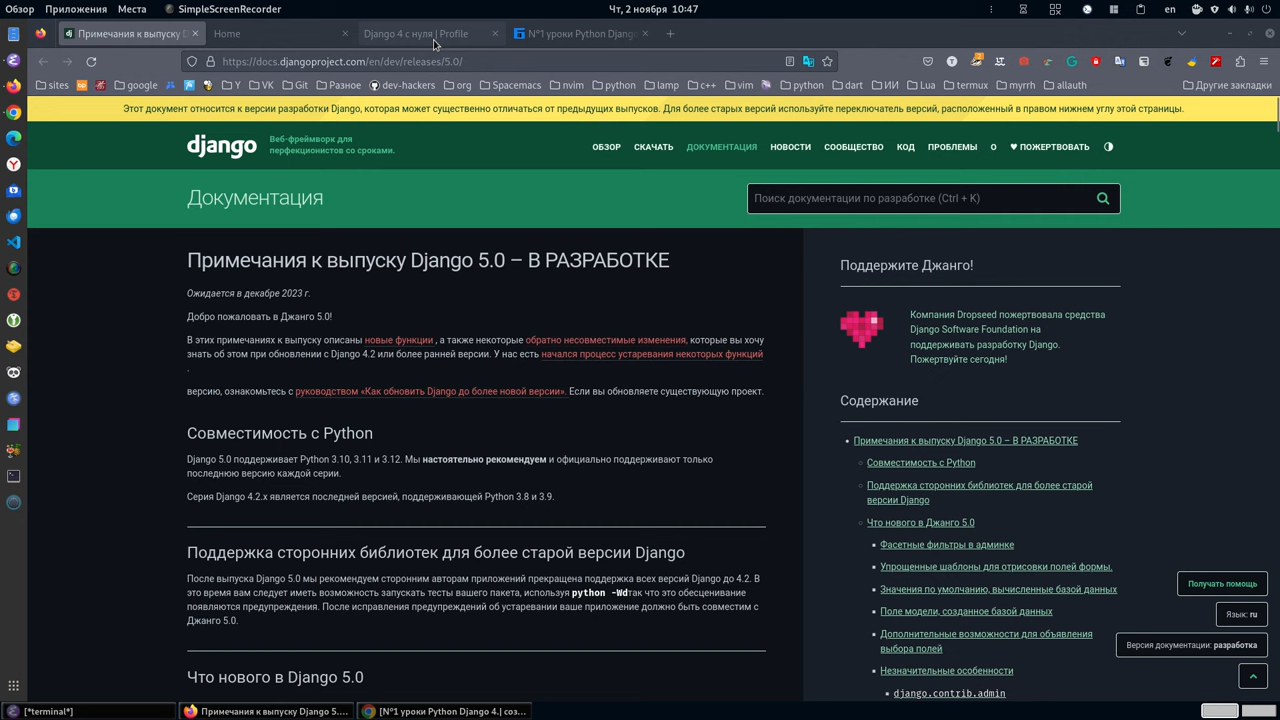 Обзор Приложения Места SimpleScreenRecorder Чт, 2 ноября 10:47 en
Примечания к выпуску D Home Django 4 с нуля | Profile №1 уроки Python Djang
https://docs.djangoproject.com/en/dev/releases/5.0/
sites hp VK Git Разное dev-hackers Org Spacemacs nvim python lamp c++ vim python dart ИИ Lua termux myrrh allauth Другие закладки
Этот документ относится к версии разработки Django, которая может существенно отличаться от предыдущих выпусков. Для более старых версий используйте переключатель версий, расположенный в правом нижнем углу этой страницы.
django Веб-фреймворк для
перфекционистов со сроками.
ОБЗОР СКАЧАТЬ ДОКУМЕНТАЦИЯ НОВОСТИ СООБЩЕСТВО КОД ПРОБЛЕМЫ О ♥ ПОЖЕРТВОВАТЬ
Документация
Поиск документации по разработке (Ctrl + K)
Примечания к выпуску Django 5.0 – В РАЗРАБОТКЕ
Ожидается в декабре 2023 г.
Добро пожаловать в Джанго 5.0!
В этих примечаниях к выпуску описаны новые функции , а также некоторые обратно несовместимые изменения, которые вы хочу
знать об этом при обновлении с Django 4.2 или более ранней версии. У нас есть начался процесс устаревания некоторых функций
.
версию, ознакомьтесь с руководством «Как обновить Django до более новой версии». Если вы обновляете существующую проект.
Совместимость с Python
Django 5.0 поддерживает Python 3.10, 3.11 и 3.12. Мы настоятельно рекомендуем и официально поддерживают только
последнюю версию каждой серии.
Серия Django 4.2.x является последней версией, поддерживающей Python 3.8 и 3.9.
Поддержка сторонних библиотек для более старой версии Django
После выпуска Django 5.0 мы рекомендуем сторонним авторам приложений прекращена поддержка всех версий Django до 4.2. В
это время вам следует иметь возможность запускать тесты вашего пакета, используя python -Wdтак что это обесценивание
появляются предупреждения. После исправления предупреждений об устаревании ваше приложение должно быть совместим с
Джанго 5.0.
Что нового в Django 5.0
Поддержите Джанго!
Компания Dropseed пожертвовала средства
Django Software Foundation на
поддерживать разработку Django.
Пожертвуйте сегодня!
Содержание
Примечания к выпуску Django 5.0 – В РАЗРАБОТКЕ
Совместимость с Python
Поддержка сторонних библиотек для более старой
версии Django
Что нового в Джанго 5.0
Фасетные фильтры в админке
Упрощенные шаблоны для отрисовки полей формы.
Значения по умолчанию, вычисленные базой данных
Поле модели, созданное базой данных
Дополнительные возможности для объявления
выбора полей
Незначительные особенности
django.contrib.admin
Получать помощь
Язык: ru
Версия документации: разработка
[*terminal*] Примечания к выпуску Django 5.... [N°1 уроки Python Django 4.| соз...